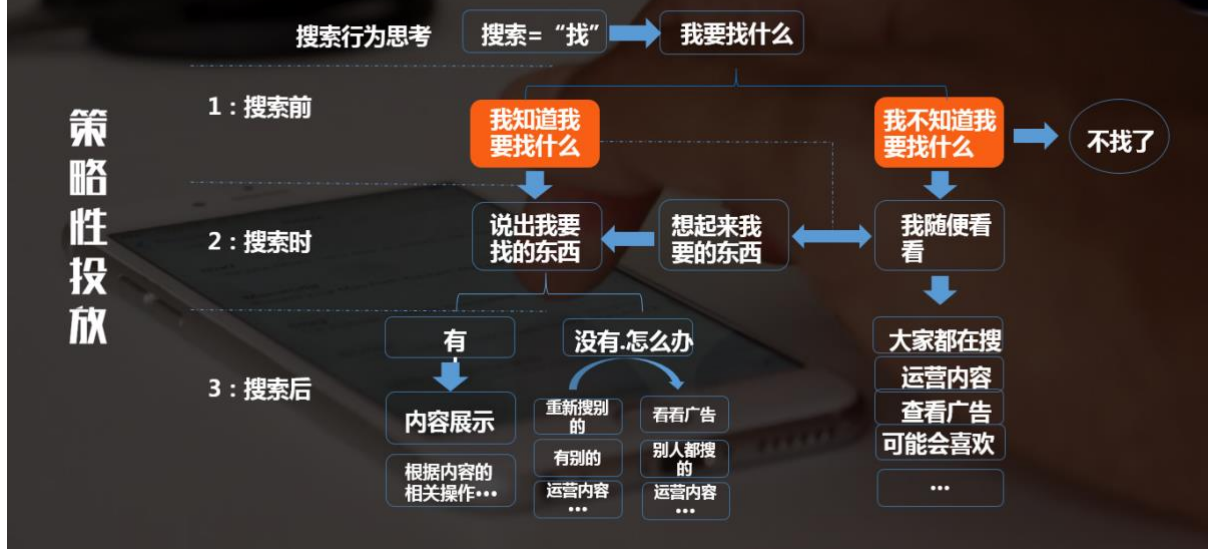 策略性投放
搜索行为思考
搜索= “找”
我要找什么
1：搜索前
我知道我
要找什么
我不知道我
要找什么
不找了
2：搜索时
说出我要
找的东西
想起来我
要的东西
我随便看
看
3：搜索后
有
没有.怎么办
大家都在搜
运营内容
查看广告
可能会喜欢
…
内容展示
根据内容的
相关操作…
重新搜别
的
有别的
运营内容
…
看看广告
别人都搜
的
运营内容
…